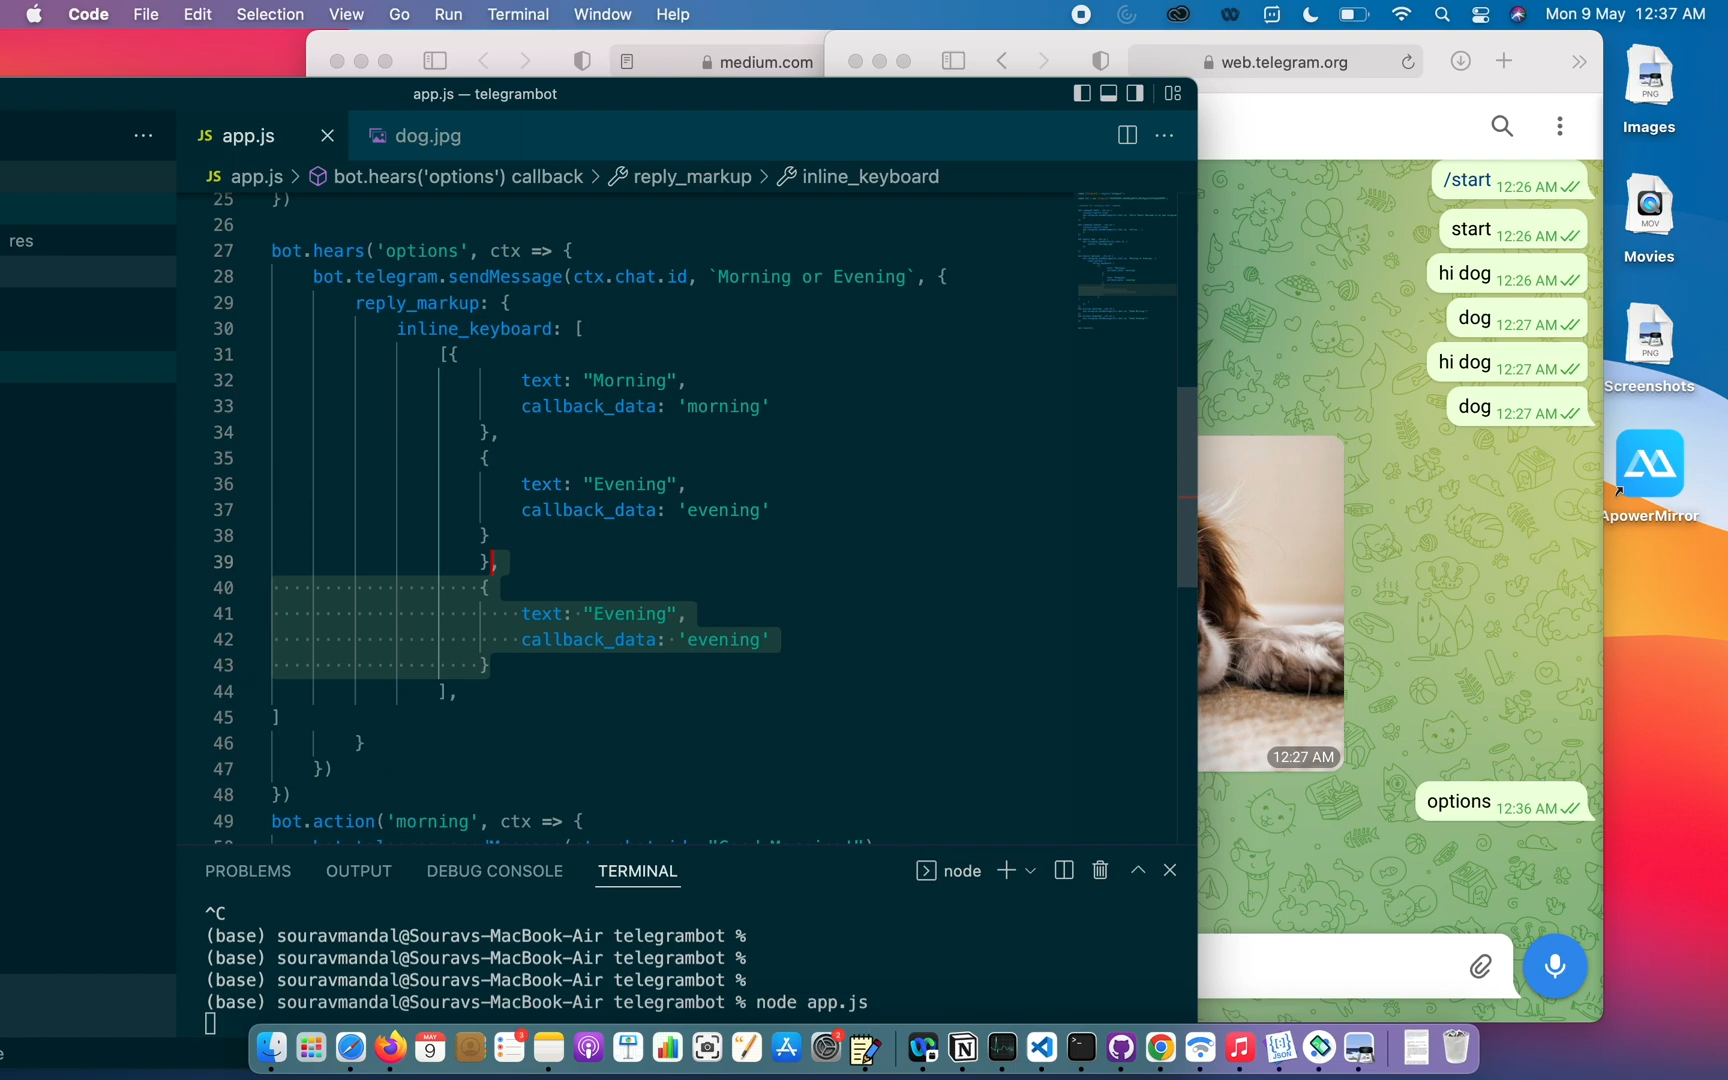 Code File Edit Selection View Go Run Terminal Window Help Mon 9 May 12:37 AM
medium.com
web.telegram.org
app.js — telegrambot
JS app.js
dog.jpg
JS app.js > bot.hears('options') callback > reply_markup > inline_keyboard
res
25 })
26
27 bot.hears('options', ctx => {
28 bot.telegram.sendMessage(ctx.chat.id, `Morning or Evening`, {
29 reply_markup: {
30 inline_keyboard: [
31 [{
32 text: "Morning",
33 callback_data: 'morning'
34 },
35 {
36 text: "Evening",
37 callback_data: 'evening'
38 }
39 },
40 {
41 text: "Evening",
42 callback_data: 'evening'
43 }
44 ],
45 ]
46 }
47 })
48 })
49 bot.action('morning', ctx => {
PROBLEMS OUTPUT DEBUG CONSOLE TERMINAL node
^C
(base) souravmandal@Souravs-MacBook-Air telegrambot %
(base) souravmandal@Souravs-MacBook-Air telegrambot %
(base) souravmandal@Souravs-MacBook-Air telegrambot %
(base) souravmandal@Souravs-MacBook-Air telegrambot % node app.js
/start 12:26 AM
start 12:26 AM
hi dog 12:26 AM
dog 12:27 AM
hi dog 12:27 AM
dog 12:27 AM
12:27 AM
options 12:36 AM
PNG
Images
MOV
Movies
PNG
Screenshots
ApowerMirror
MAY
9
3
2
JSON